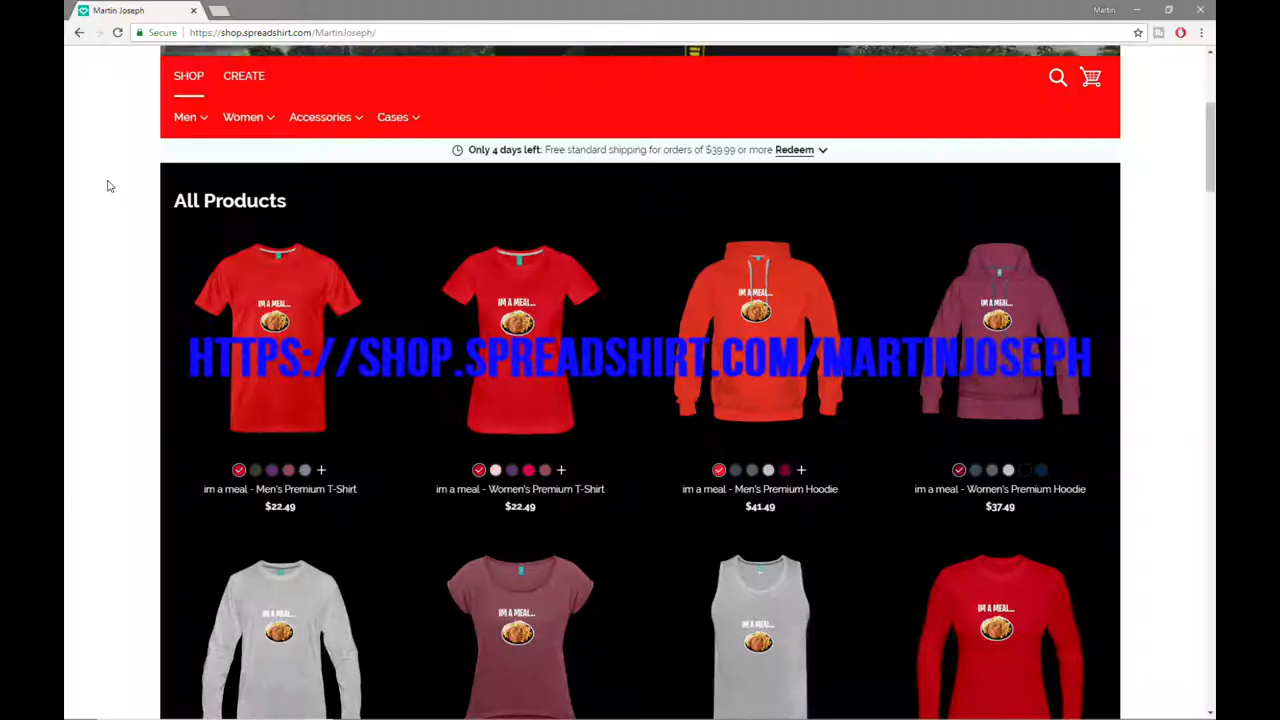 Martin Joseph
Martin
Secure
https://shop.spreadshirt.com/MartinJoseph/
SHOP CREATE
Men Women Accessories Cases
Only 4 days left: Free standard shipping for orders of $39.99 or more Redeem
All Products
IM A MEAL...
IM A MEAL...
IM A MEAL...
IM A MEAL...
HTTPS://SHOP.SPREADSHIRT.COM/MARTINJOSEPH
im a meal - Men's Premium T-Shirt
$22.49
im a meal - Women's Premium T-Shirt
$22.49
im a meal - Men's Premium Hoodie
$41.49
im a meal - Women's Premium Hoodie
$37.49
IM A MEAL...
IM A MEAL...
IM A MEAL...
IM A MEAL...